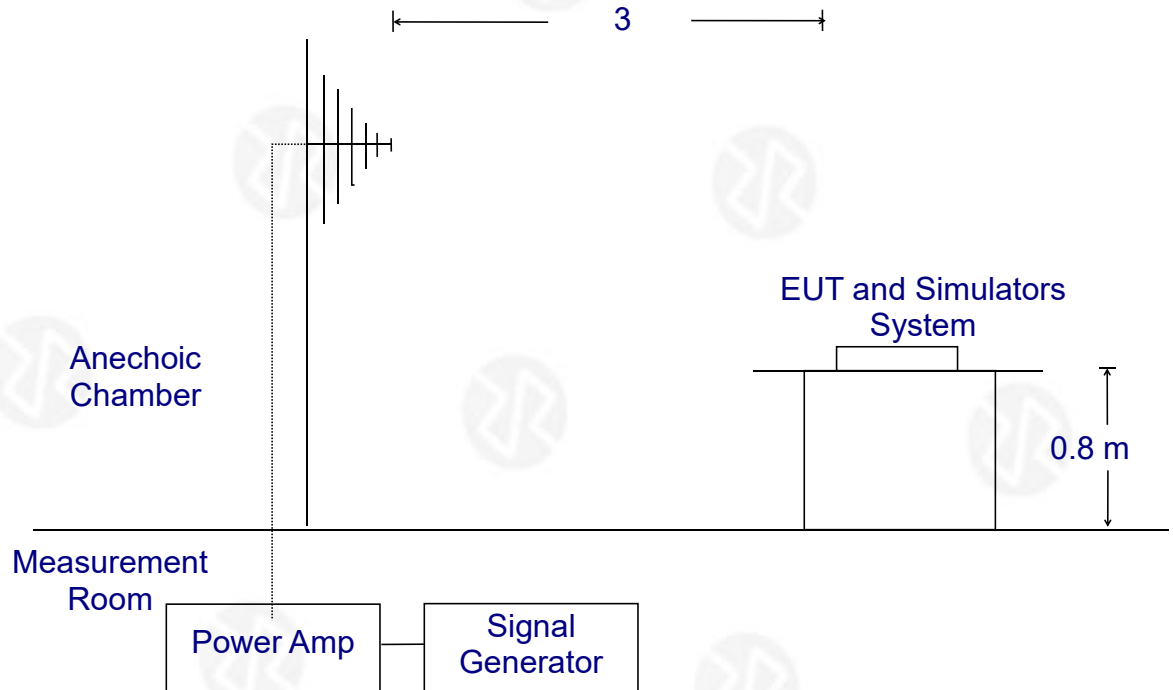 3
EUT and Simulators
System
Anechoic
Chamber
0.8 m
Measurement
Room
Power Amp
Signal
Generator